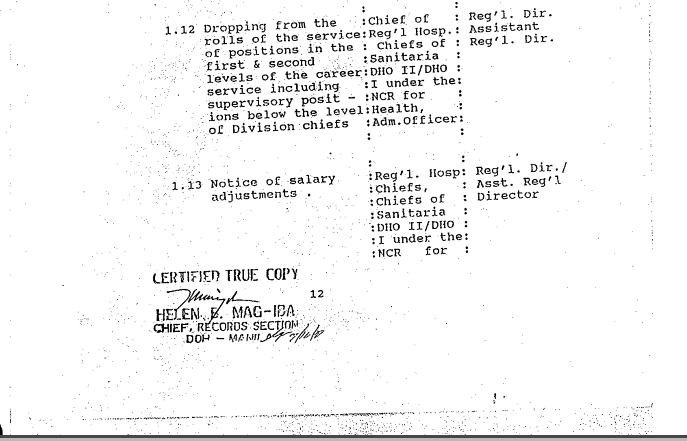 :Chief of : Reg'l. Dir.
1.12 Dropping from the :Reg'l Hosp.: Assistant
rolls of the service: Chiefs of : Reg'l. Dir.
of positions in the :Sanitaria :
first & second :DHO II/DHO :
levels of the career:I under the:
service including :NCR for :
supervisory posit - :Health, :
ions below the level:Adm.Officer:
of Division chiefs : :
: :
1.13 Notice of salary :Reg'l. Hosp: Reg'l. Dir./
adjustments . :Chiefs, : Asst. Reg'l
:Chiefs of : Director
:Sanitaria :
:DHO II/DHO :
:I under the:
:NCR for :
CERTIFIED TRUE COPY
12
HELEN E. MAG-IBA
CHIEF, RECORDS SECTION
DOH - MANILA